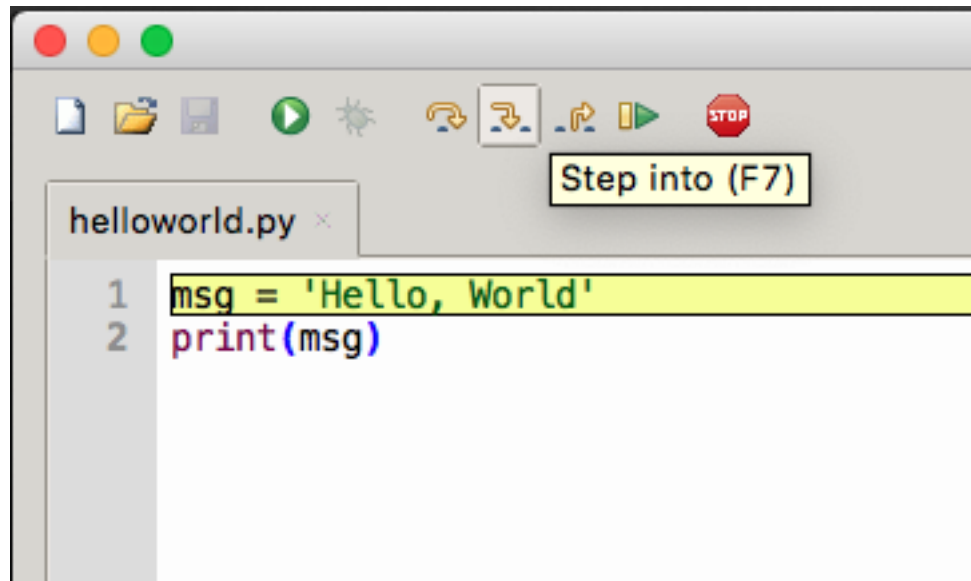 STOP
Step into (F7)
helloworld.py ×
1 msg = 'Hello, World'
2 print(msg)